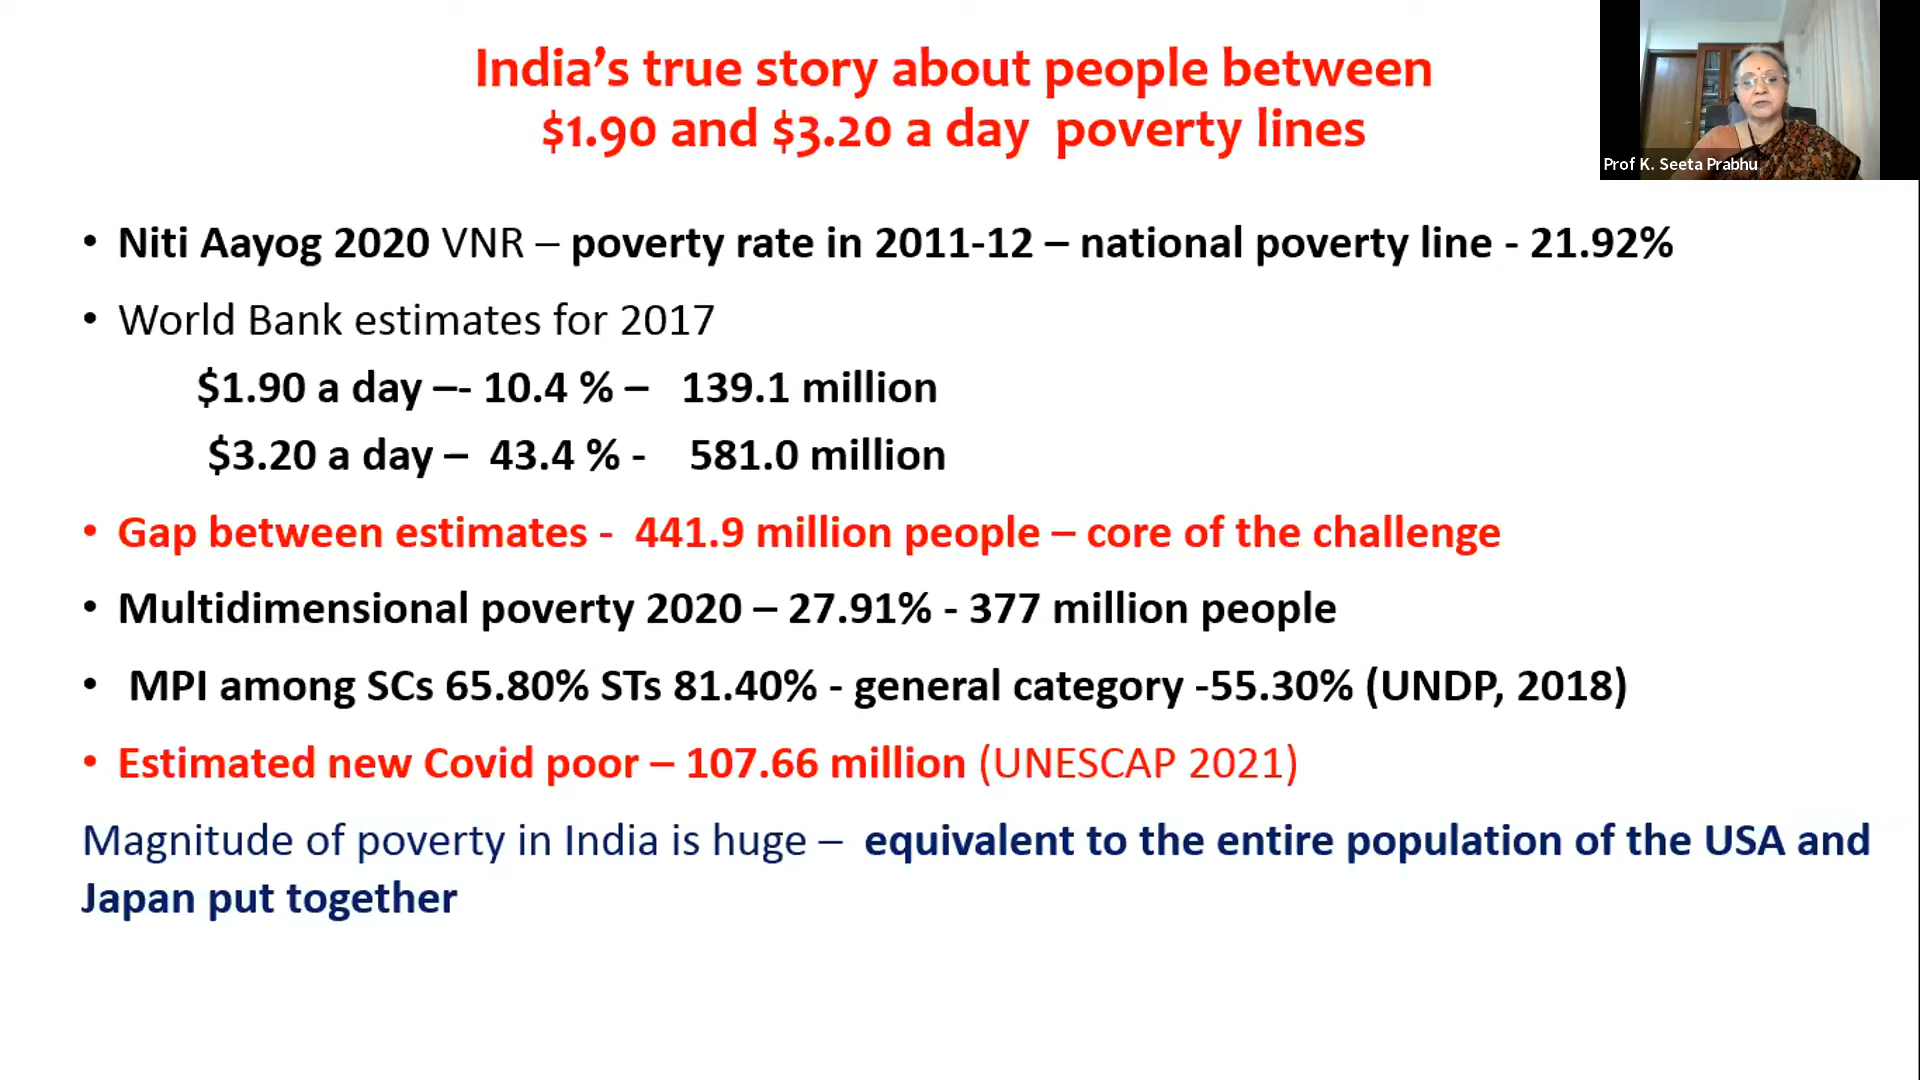 India’s true story about people between
$1.90 and $3.20 a day  poverty lines
Prof K. Seeta Prabhu
• Niti Aayog 2020 VNR – poverty rate in 2011-12 – national poverty line - 21.92%
• World Bank estimates for 2017
$1.90 a day –- 10.4 % –   139.1 million
$3.20 a day –  43.4 % -    581.0 million
• Gap between estimates -  441.9 million people – core of the challenge
• Multidimensional poverty 2020 – 27.91% - 377 million people
•  MPI among SCs 65.80% STs 81.40% - general category -55.30% (UNDP, 2018)
• Estimated new Covid poor – 107.66 million (UNESCAP 2021)
Magnitude of poverty in India is huge –  equivalent to the entire population of the USA and
Japan put together